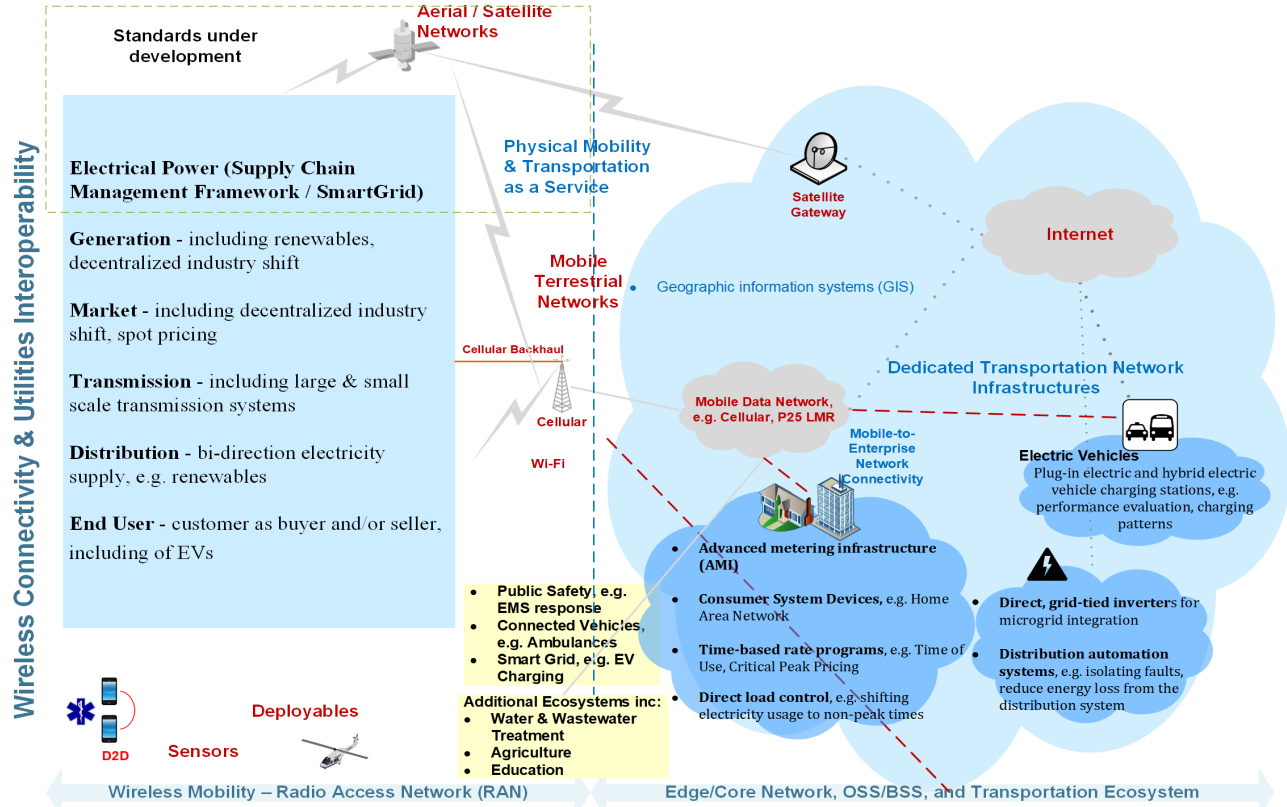 Wireless Connectivity & Utilities Interoperability
Standards under
development
Aerial / Satellite
Networks
Electrical Power (Supply Chain
Management Framework / SmartGrid)
Generation - including renewables,
decentralized industry shift
Market - including decentralized industry
shift, spot pricing
Transmission - including large & small
scale transmission systems
Distribution - bi-direction electricity
supply, e.g. renewables
End User - customer as buyer and/or seller,
including of EVs
Physical Mobility
& Transportation
as a Service
Mobile
Terrestrial
Networks
Cellular Backhaul
Cellular
Wi-Fi
Satellite
Gateway
Internet
• Geographic information systems (GIS)
Dedicated Transportation Network
Infrastructures
Mobile Data Network,
e.g. Cellular, P25 LMR
Mobile-to-
Enterprise
Network
Connectivity
Electric Vehicles
Plug-in electric and hybrid electric
vehicle charging stations, e.g.
performance evaluation, charging
patterns
• Advanced metering infrastructure
(AMI)
• Consumer System Devices, e.g. Home
Area Network
• Time-based rate programs, e.g. Time of
Use, Critical Peak Pricing
• Direct load control, e.g. shifting
electricity usage to non-peak times
• Direct, grid-tied inverters for
microgrid integration
• Distribution automation
systems, e.g. isolating faults,
reduce energy loss from the
distribution system
• Public Safety, e.g.
EMS response
• Connected Vehicles,
e.g. Ambulances
• Smart Grid, e.g. EV
Charging
Additional Ecosystems inc:
• Water & Wastewater
Treatment
• Agriculture
• Education
D2D
Deployables
Sensors
Wireless Mobility – Radio Access Network (RAN)
Edge/Core Network, OSS/BSS, and Transportation Ecosystem